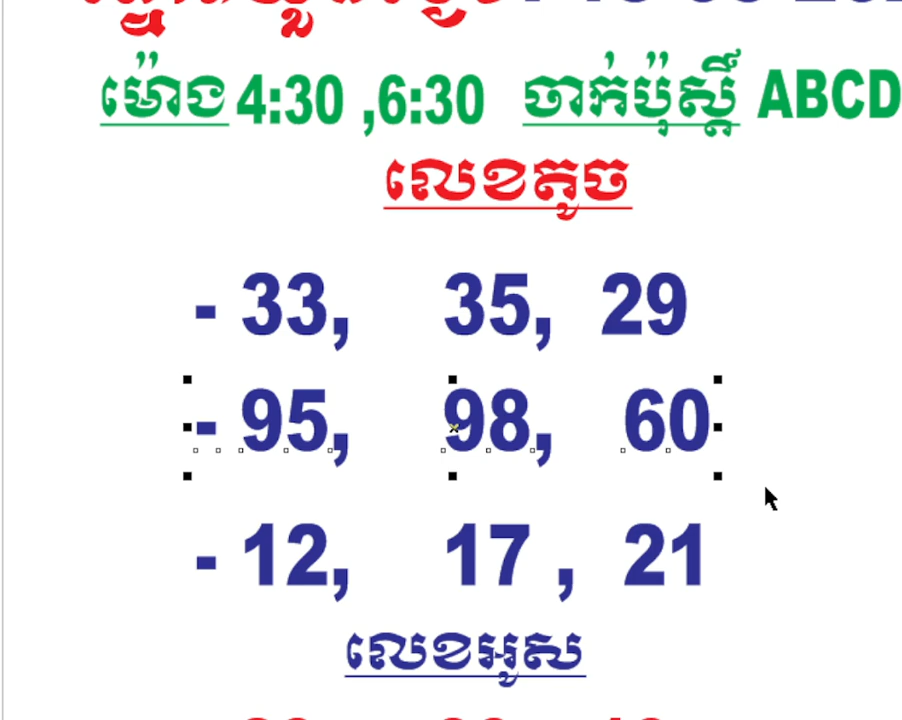 ម៉ោង 4:30 ,6:30 ចាក់ប៉ុស្តិ៍ ABCD
លេខតូច
- 33, 35, 29
- 95, 98, 60
- 12, 17 , 21
លេខអូស